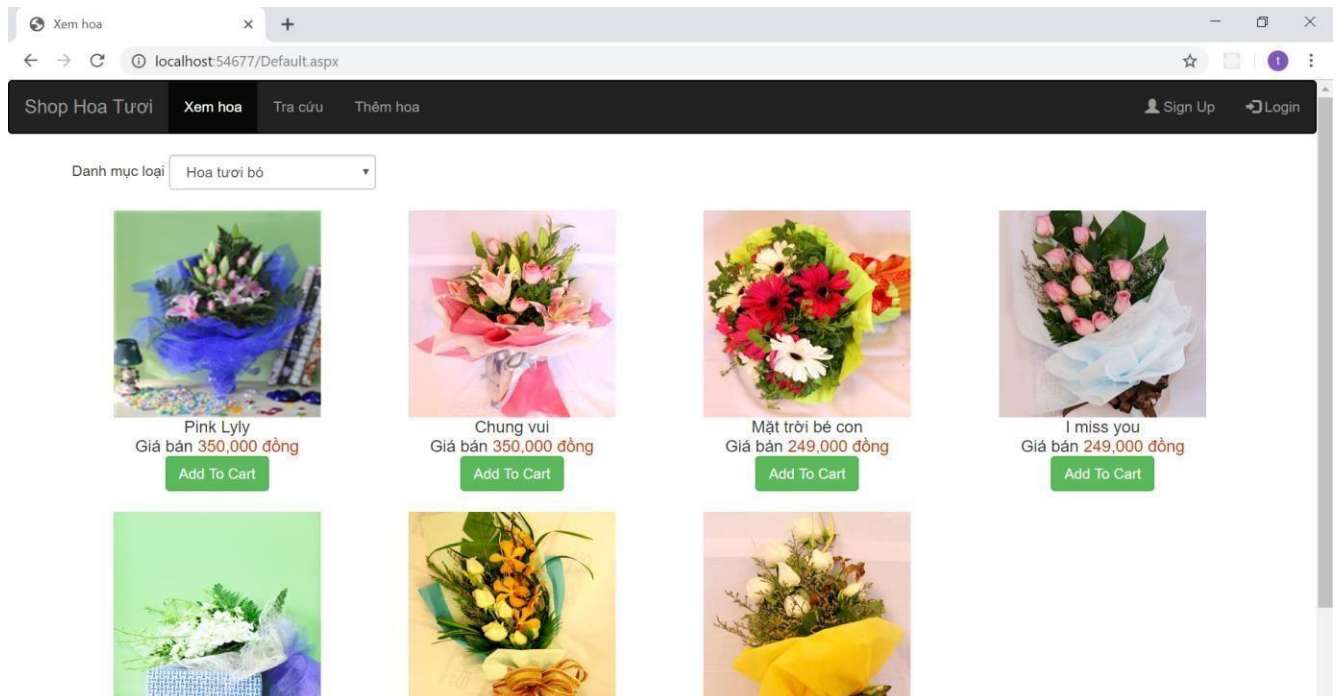 Xem hoa
localhost:54677/Default.aspx
t
Shop Hoa Tươi Xem hoa Tra cứu Thêm hoa Sign Up Login
Danh mục loại Hoa tươi bó
Pink Lyly
Giá bán 350,000 đồng
Add To Cart
Chung vui
Giá bán 350,000 đồng
Add To Cart
Mặt trời bé con
Giá bán 249,000 đồng
Add To Cart
I miss you
Giá bán 249,000 đồng
Add To Cart